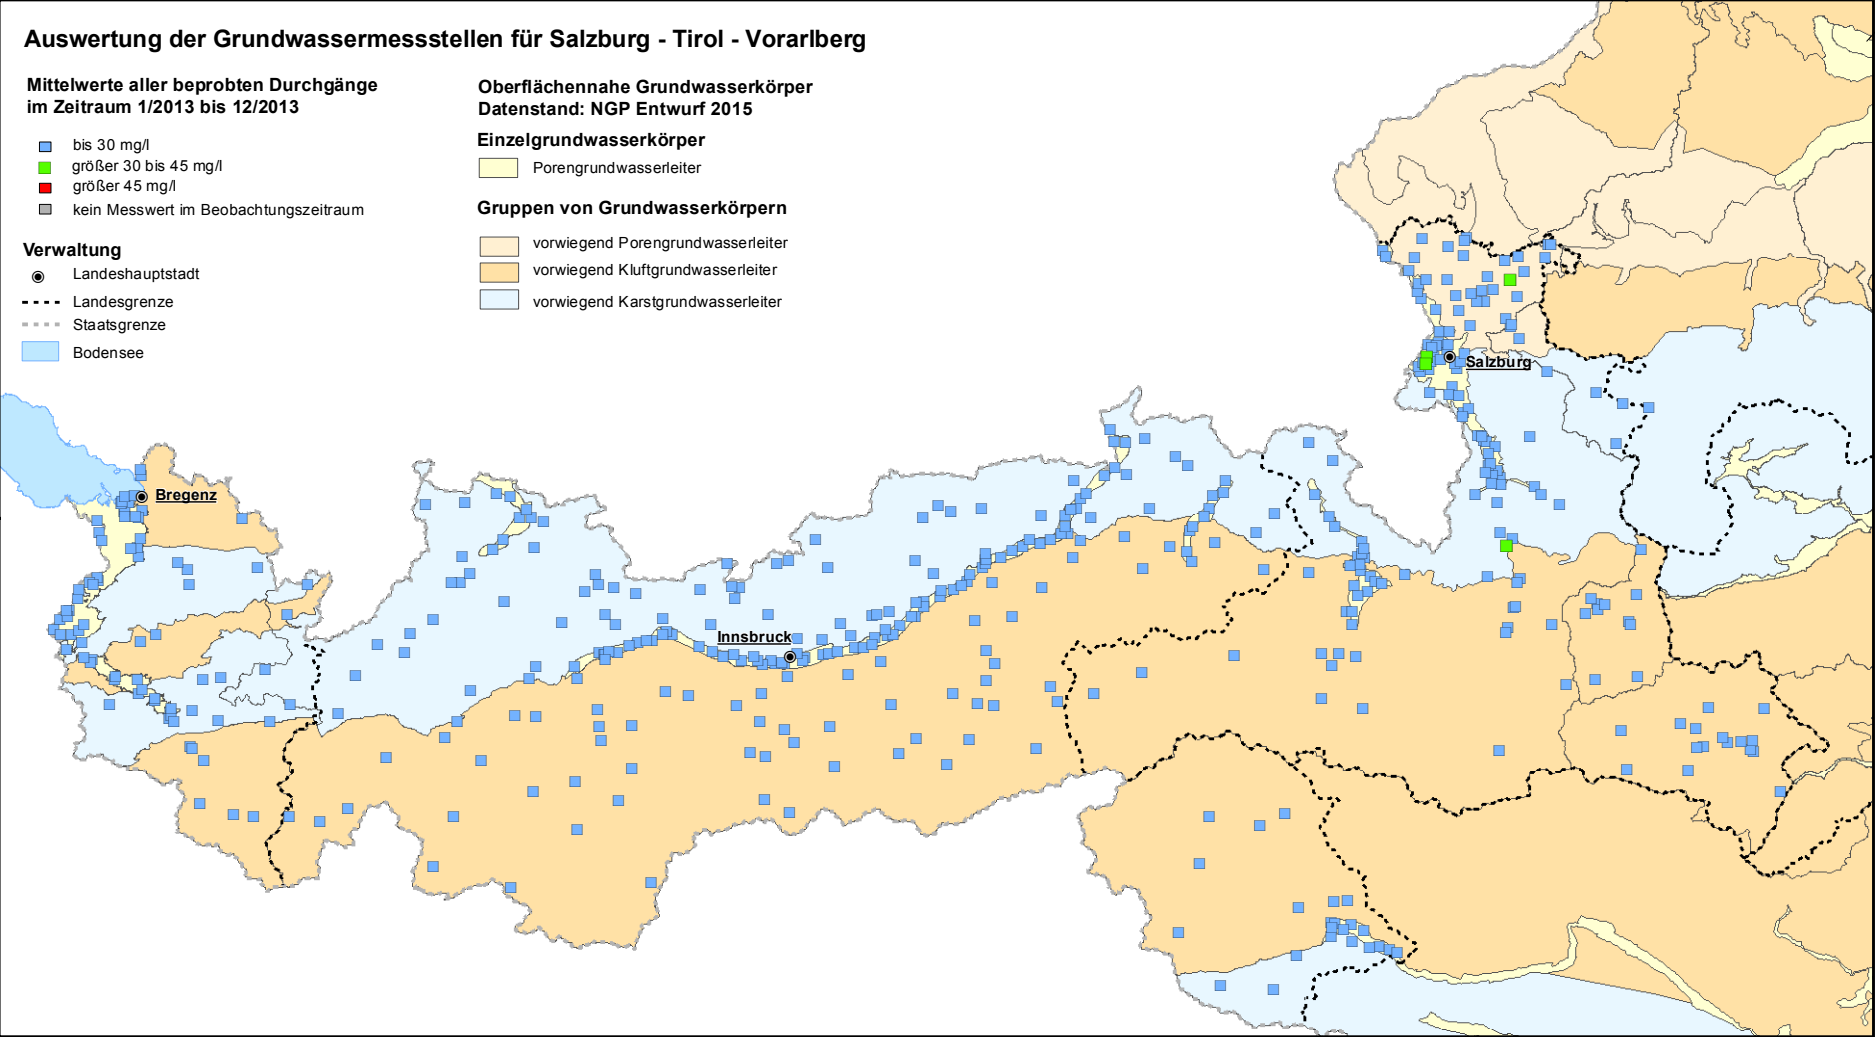 Auswertung der Grundwassermessstellen für Salzburg - Tirol - Vorarlberg
Mittelwerte aller beprobten Durchgänge
im Zeitraum 1/2013 bis 12/2013
bis 30 mg/l
größer 30 bis 45 mg/l
größer 45 mg/l
kein Messwert im Beobachtungszeitraum
Verwaltung
Landeshauptstadt
Landesgrenze
Staatsgrenze
Bodensee
Oberflächennahe Grundwasserkörper
Datenstand: NGP Entwurf 2015
Einzelgrundwasserkörper
Porengrundwasserleiter
Gruppen von Grundwasserkörpern
vorwiegend Porengrundwasserleiter
vorwiegend Kluftgrundwasserleiter
vorwiegend Karstgrundwasserleiter
Salzburg
Bregenz
Innsbruck